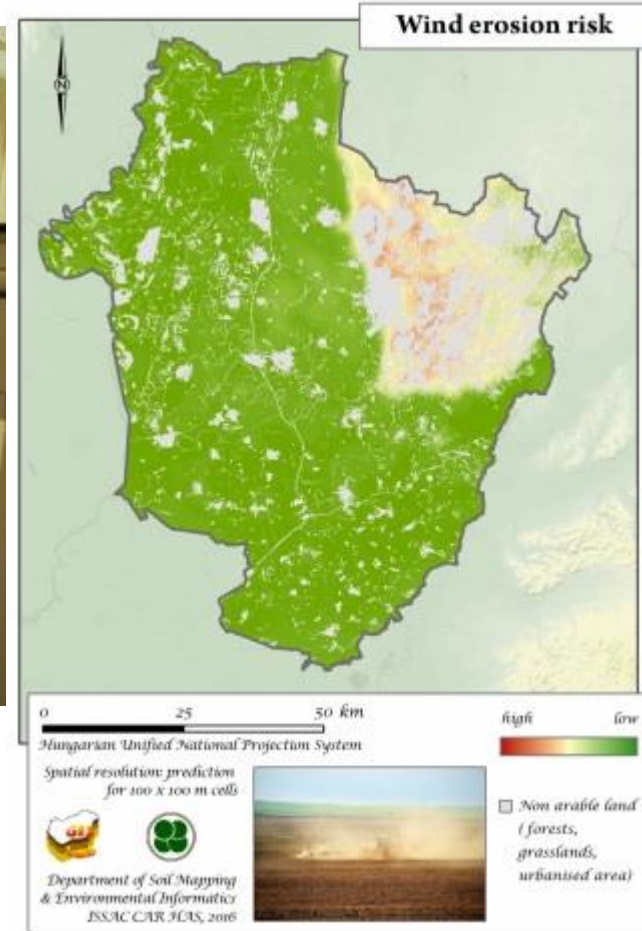 Wind erosion risk
N
0 25 50 km
Hungarian Unified National Projection System
Spatial resolution: prediction
for 100 x 100 m cells
Department of Soil Mapping
& Environmental Informatics
ISSAC CAR HAS, 2016
high low
Non arable land
(forests,
grasslands,
urbanised area)